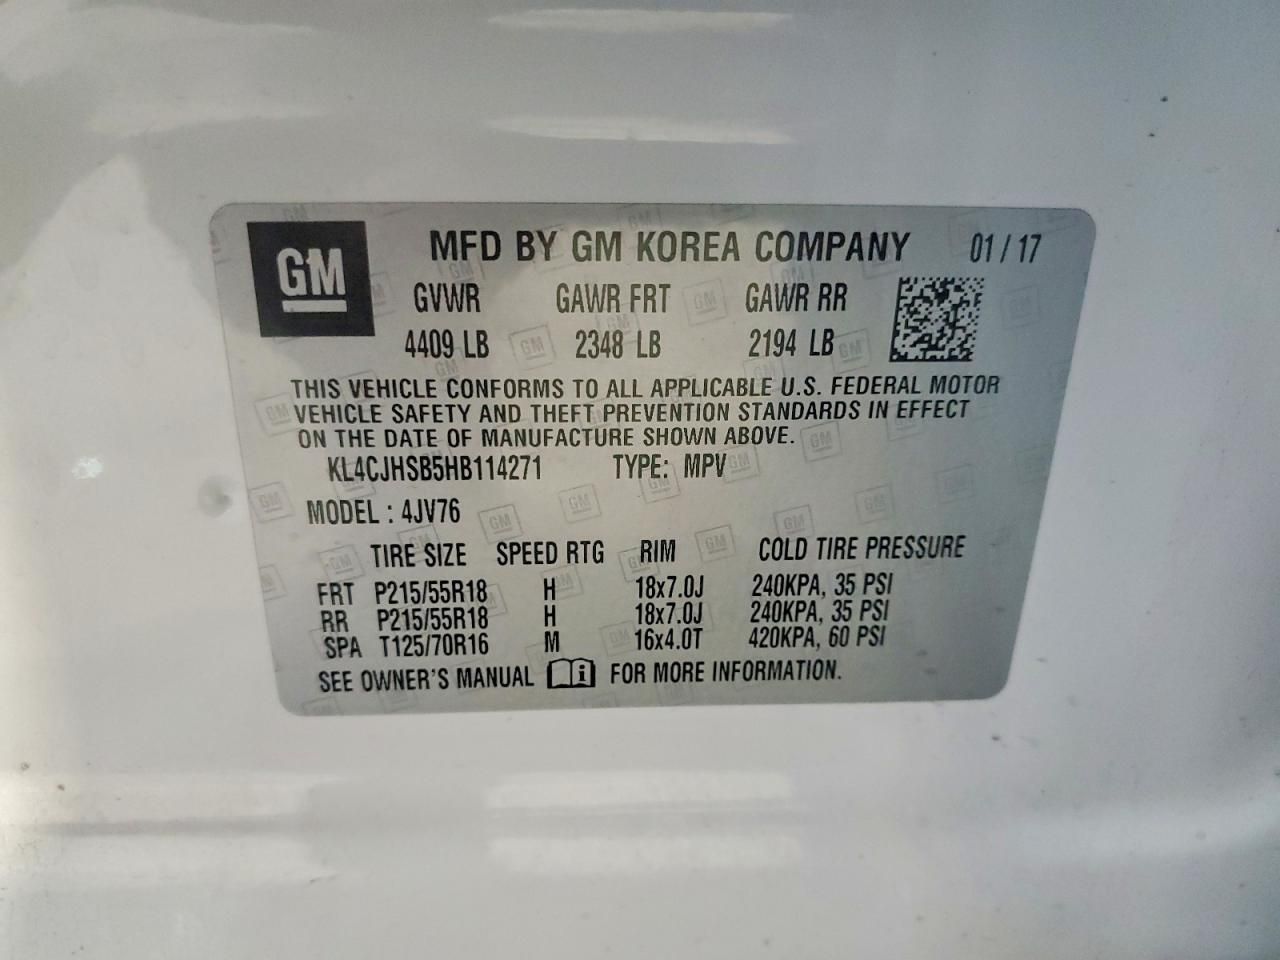 GM MFD BY GM KOREA COMPANY 01/17
GVWR GAWR FRT GAWR RR
4409 LB 2348 LB 2194 LB
THIS VEHICLE CONFORMS TO ALL APPLICABLE U.S. FEDERAL MOTOR
VEHICLE SAFETY AND THEFT PREVENTION STANDARDS IN EFFECT
ON THE DATE OF MANUFACTURE SHOWN ABOVE.
KL4CJHSB5HB114271 TYPE: MPV
MODEL : 4JV76
TIRE SIZE SPEED RTG RIM COLD TIRE PRESSURE
FRT P215/55R18 H 18x7.0J 240KPA, 35 PSI
RR P215/55R18 H 18x7.0J 240KPA, 35 PSI
SPA T125/70R16 M 16x4.0T 420KPA, 60 PSI
SEE OWNER'S MANUAL i FOR MORE INFORMATION.